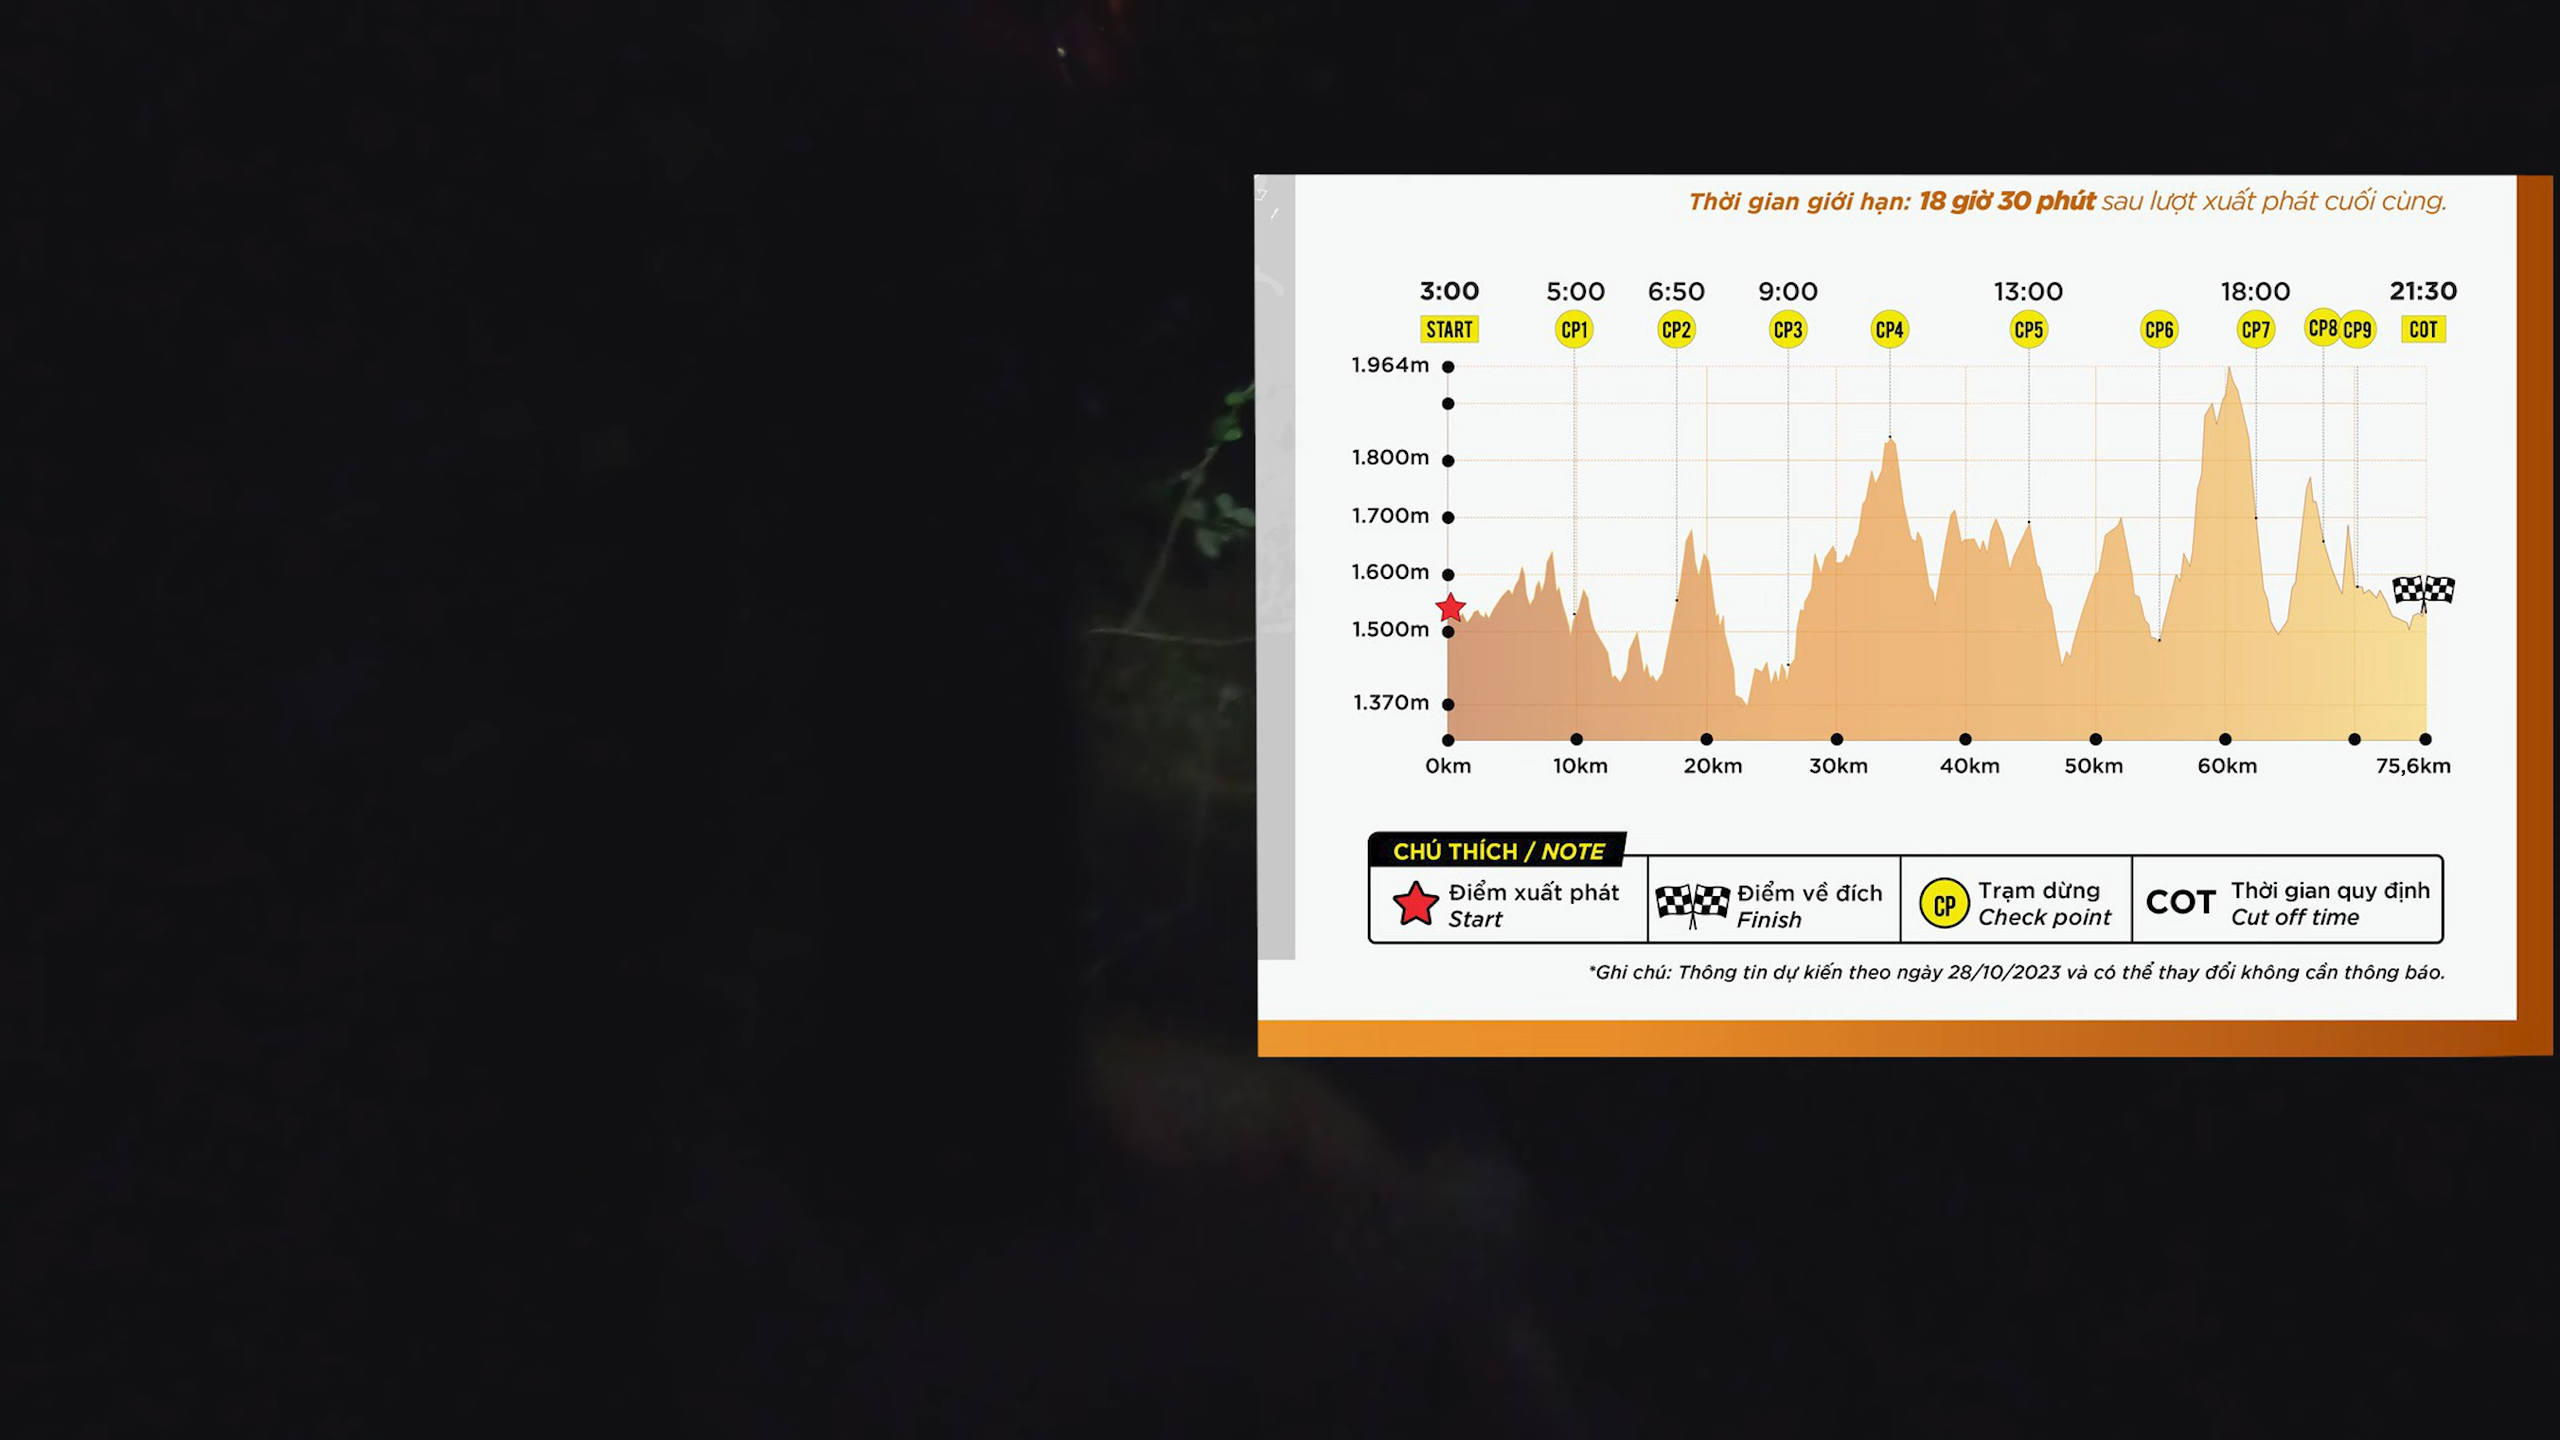 Thời gian giới hạn: 18 giờ 30 phút sau lượt xuất phát cuối cùng.
3:00 5:00 6:50 9:00 13:00 18:00 21:30
START CP1 CP2 CP3 CP4 CP5 CP6 CP7 CP8 CP9 COT
1.964m
1.800m
1.700m
1.600m
1.500m
1.370m
0km 10km 20km 30km 40km 50km 60km 75,6km
CHÚ THÍCH / NOTE
Điểm xuất phát
Start
Điểm về đích
Finish
CP
Trạm dừng
Check point
COT
Thời gian quy định
Cut off time
*Ghi chú: Thông tin dự kiến theo ngày 28/10/2023 và có thể thay đổi không cần thông báo.